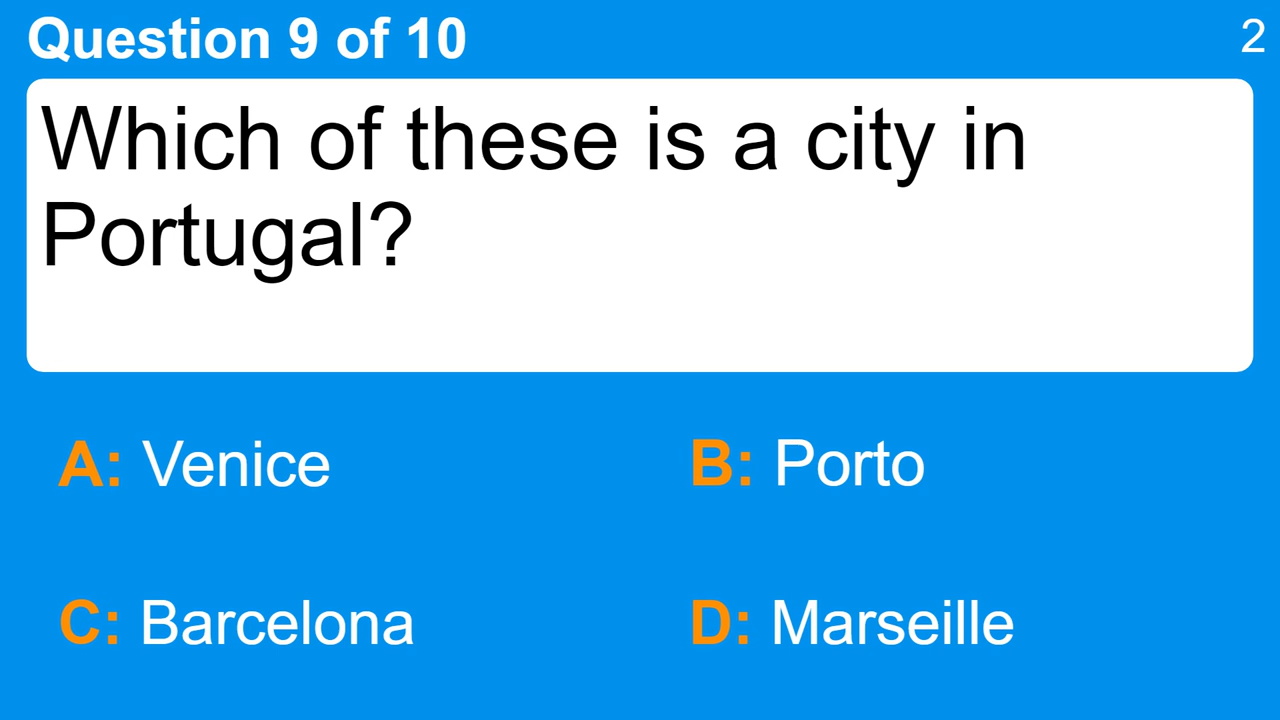 Question 9 of 10
2
Which of these is a city in
Portugal?
A: Venice
B: Porto
C: Barcelona
D: Marseille